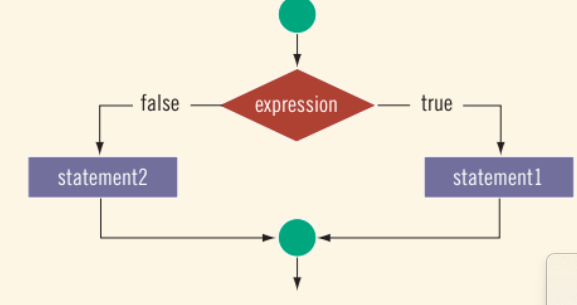 false
expression
true
statement2
statement1